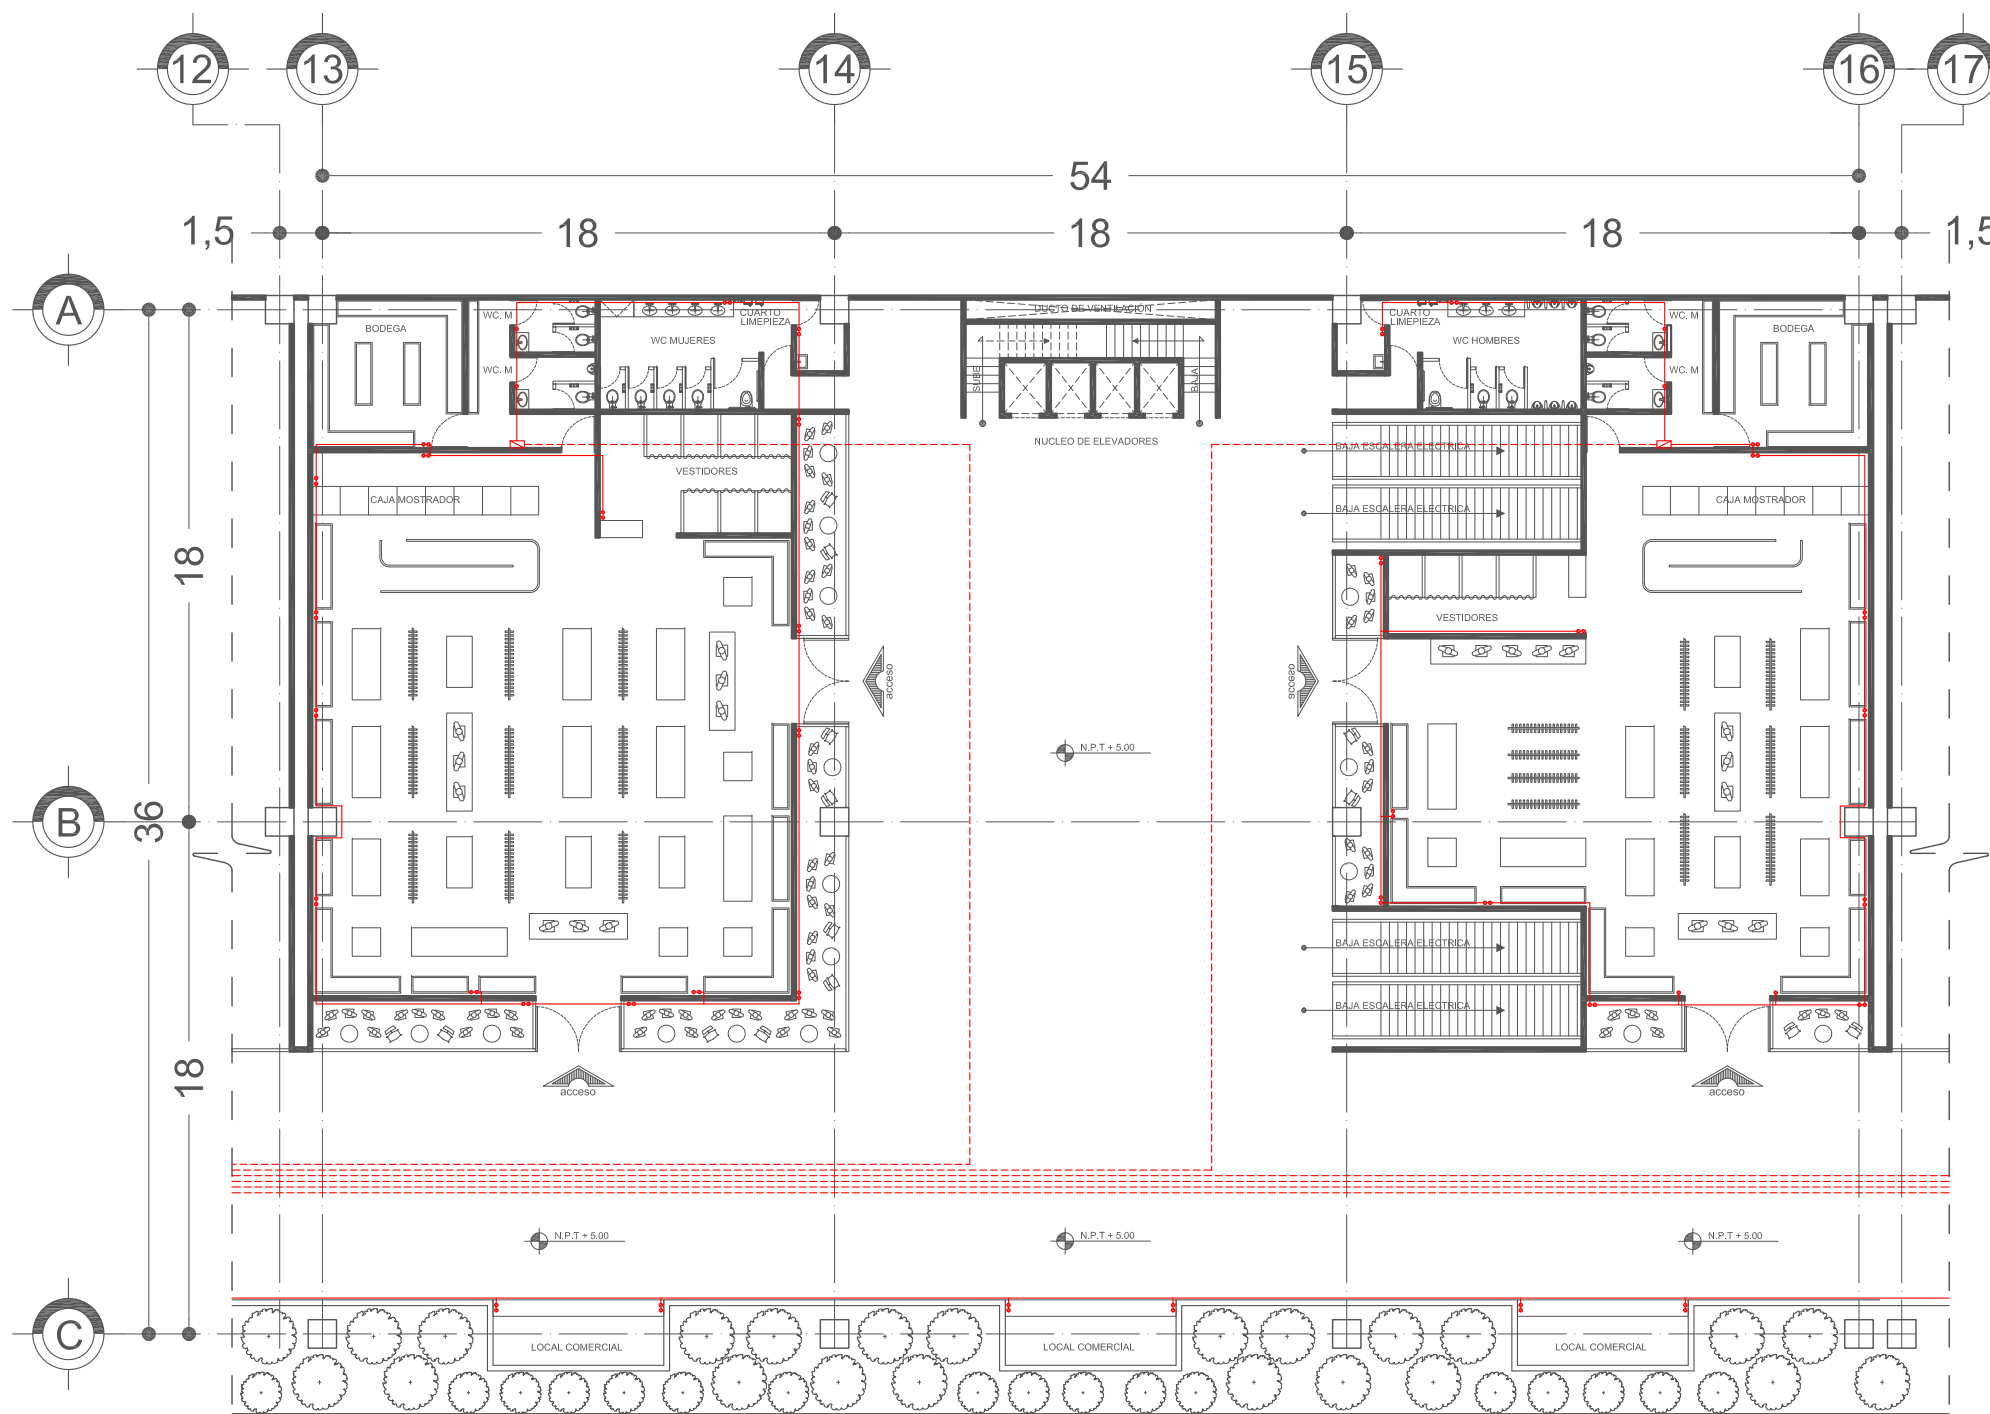 12
13
14
15
16
17
54
1,5
18
18
18
1,5
A
B
C
36
18
18
BODEGA
WC. M
WC. M
WC MUJERES
CUARTO
LIMEPIEZA
DUCTO DE VENTILACIÓN
SUBE
BAJA
NUCLEO DE ELEVADORES
CUARTO
LIMEPIEZA
WC HOMBRES
WC. M
WC. M
BODEGA
CAJA MOSTRADOR
VESTIDORES
BAJA ESCALERA ELECTRICA
BAJA ESCALERA ELECTRICA
CAJA MOSTRADOR
VESTIDORES
acceso
acceso
N.P.T + 5.00
BAJA ESCALERA ELECTRICA
BAJA ESCALERA ELECTRICA
acceso
acceso
N.P.T + 5.00
N.P.T + 5.00
N.P.T + 5.00
LOCAL COMERCIAL
LOCAL COMERCIAL
LOCAL COMERCIAL